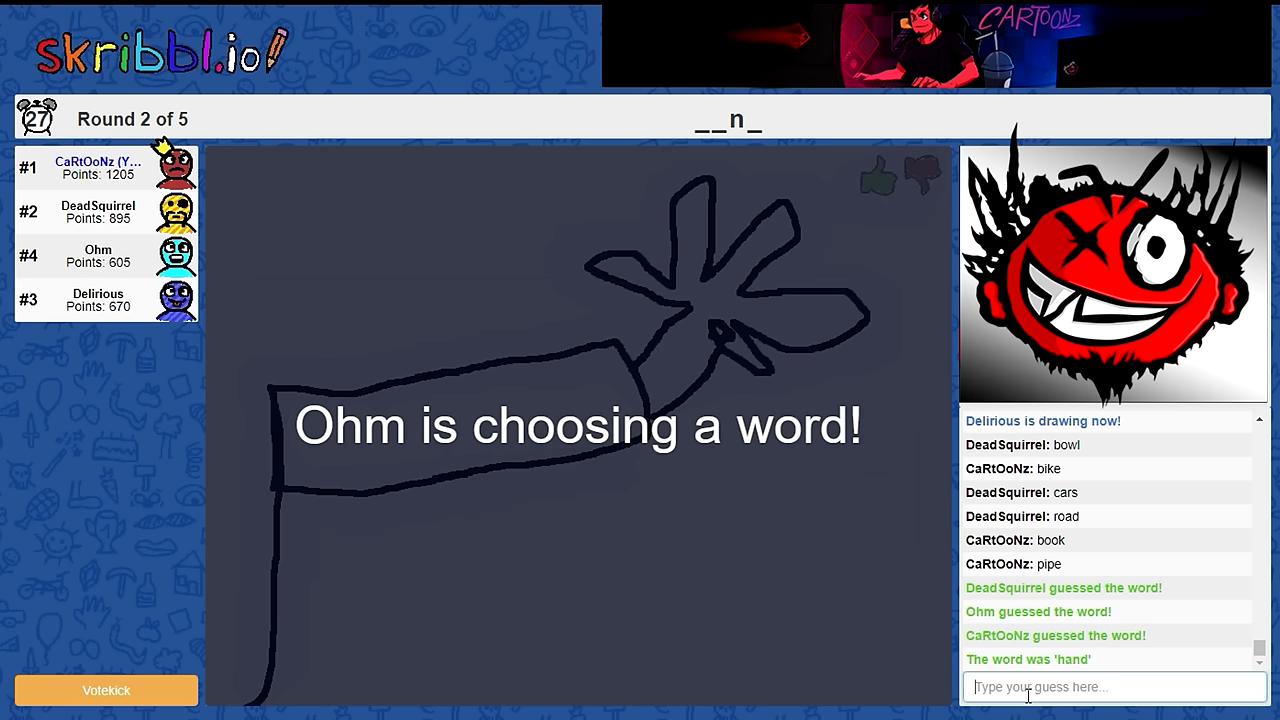 skribbl.io!
CARTOONZ
27
Round 2 of 5
__n_
#1
CaRtOoNz (Y...
Points: 1205
#2
DeadSquirrel
Points: 895
#4
Ohm
Points: 605
#3
Delirious
Points: 670
Ohm is choosing a word!
Delirious is drawing now!
DeadSquirrel: bowl
CaRtOoNz: bike
DeadSquirrel: cars
DeadSquirrel: road
CaRtOoNz: book
CaRtOoNz: pipe
DeadSquirrel guessed the word!
Ohm guessed the word!
CaRtOoNz guessed the word!
The word was 'hand'
Type your guess here...
Votekick